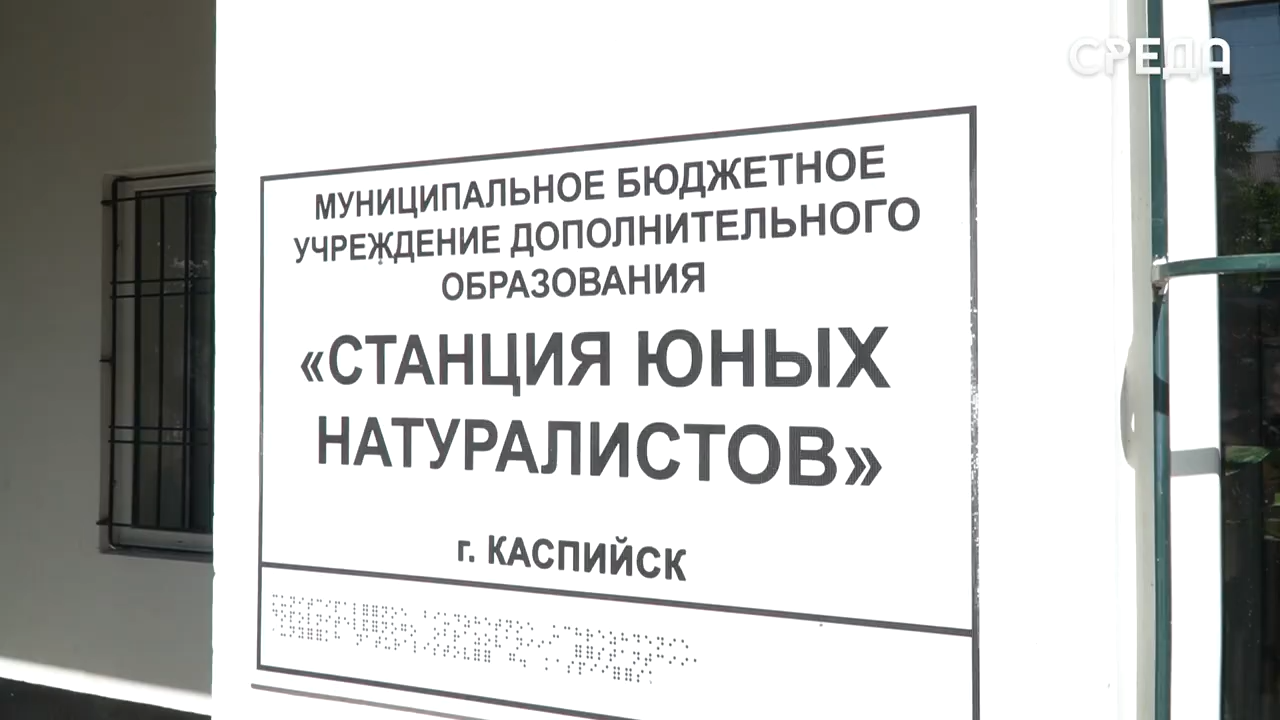 СРЕДА
МУНИЦИПАЛЬНОЕ БЮДЖЕТНОЕ
УЧРЕЖДЕНИЕ ДОПОЛНИТЕЛЬНОГО
ОБРАЗОВАНИЯ
«СТАНЦИЯ ЮНЫХ
НАТУРАЛИСТОВ»
г. КАСПИЙСК